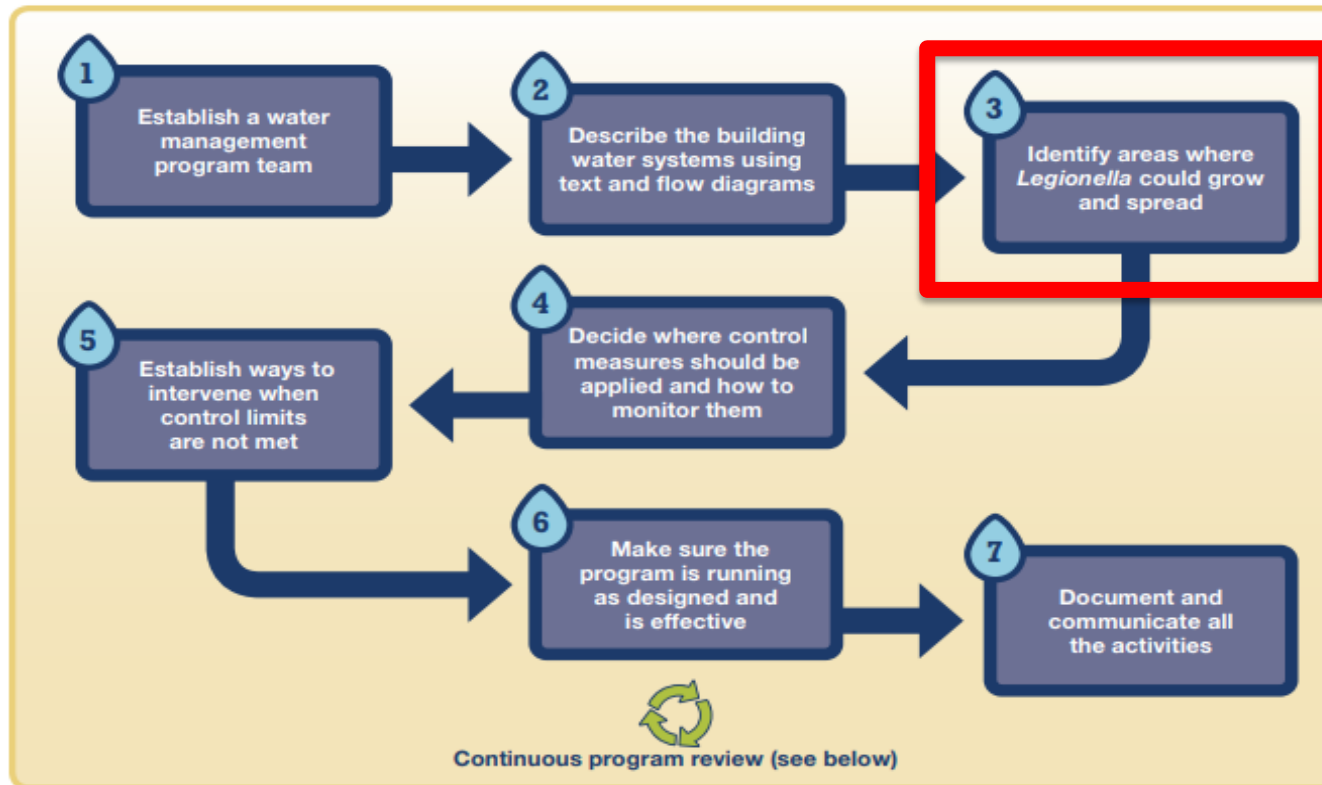 1
Establish a water
management
program team
2
Describe the building
water systems using
text and flow diagrams
3
Identify areas where
Legionella could grow
and spread
4
Decide where control
measures should be
applied and how to
monitor them
5
Establish ways to
intervene when
control limits
are not met
6
Make sure the
program is running
as designed and
is effective
7
Document and
communicate all
the activities
Continuous program review (see below)